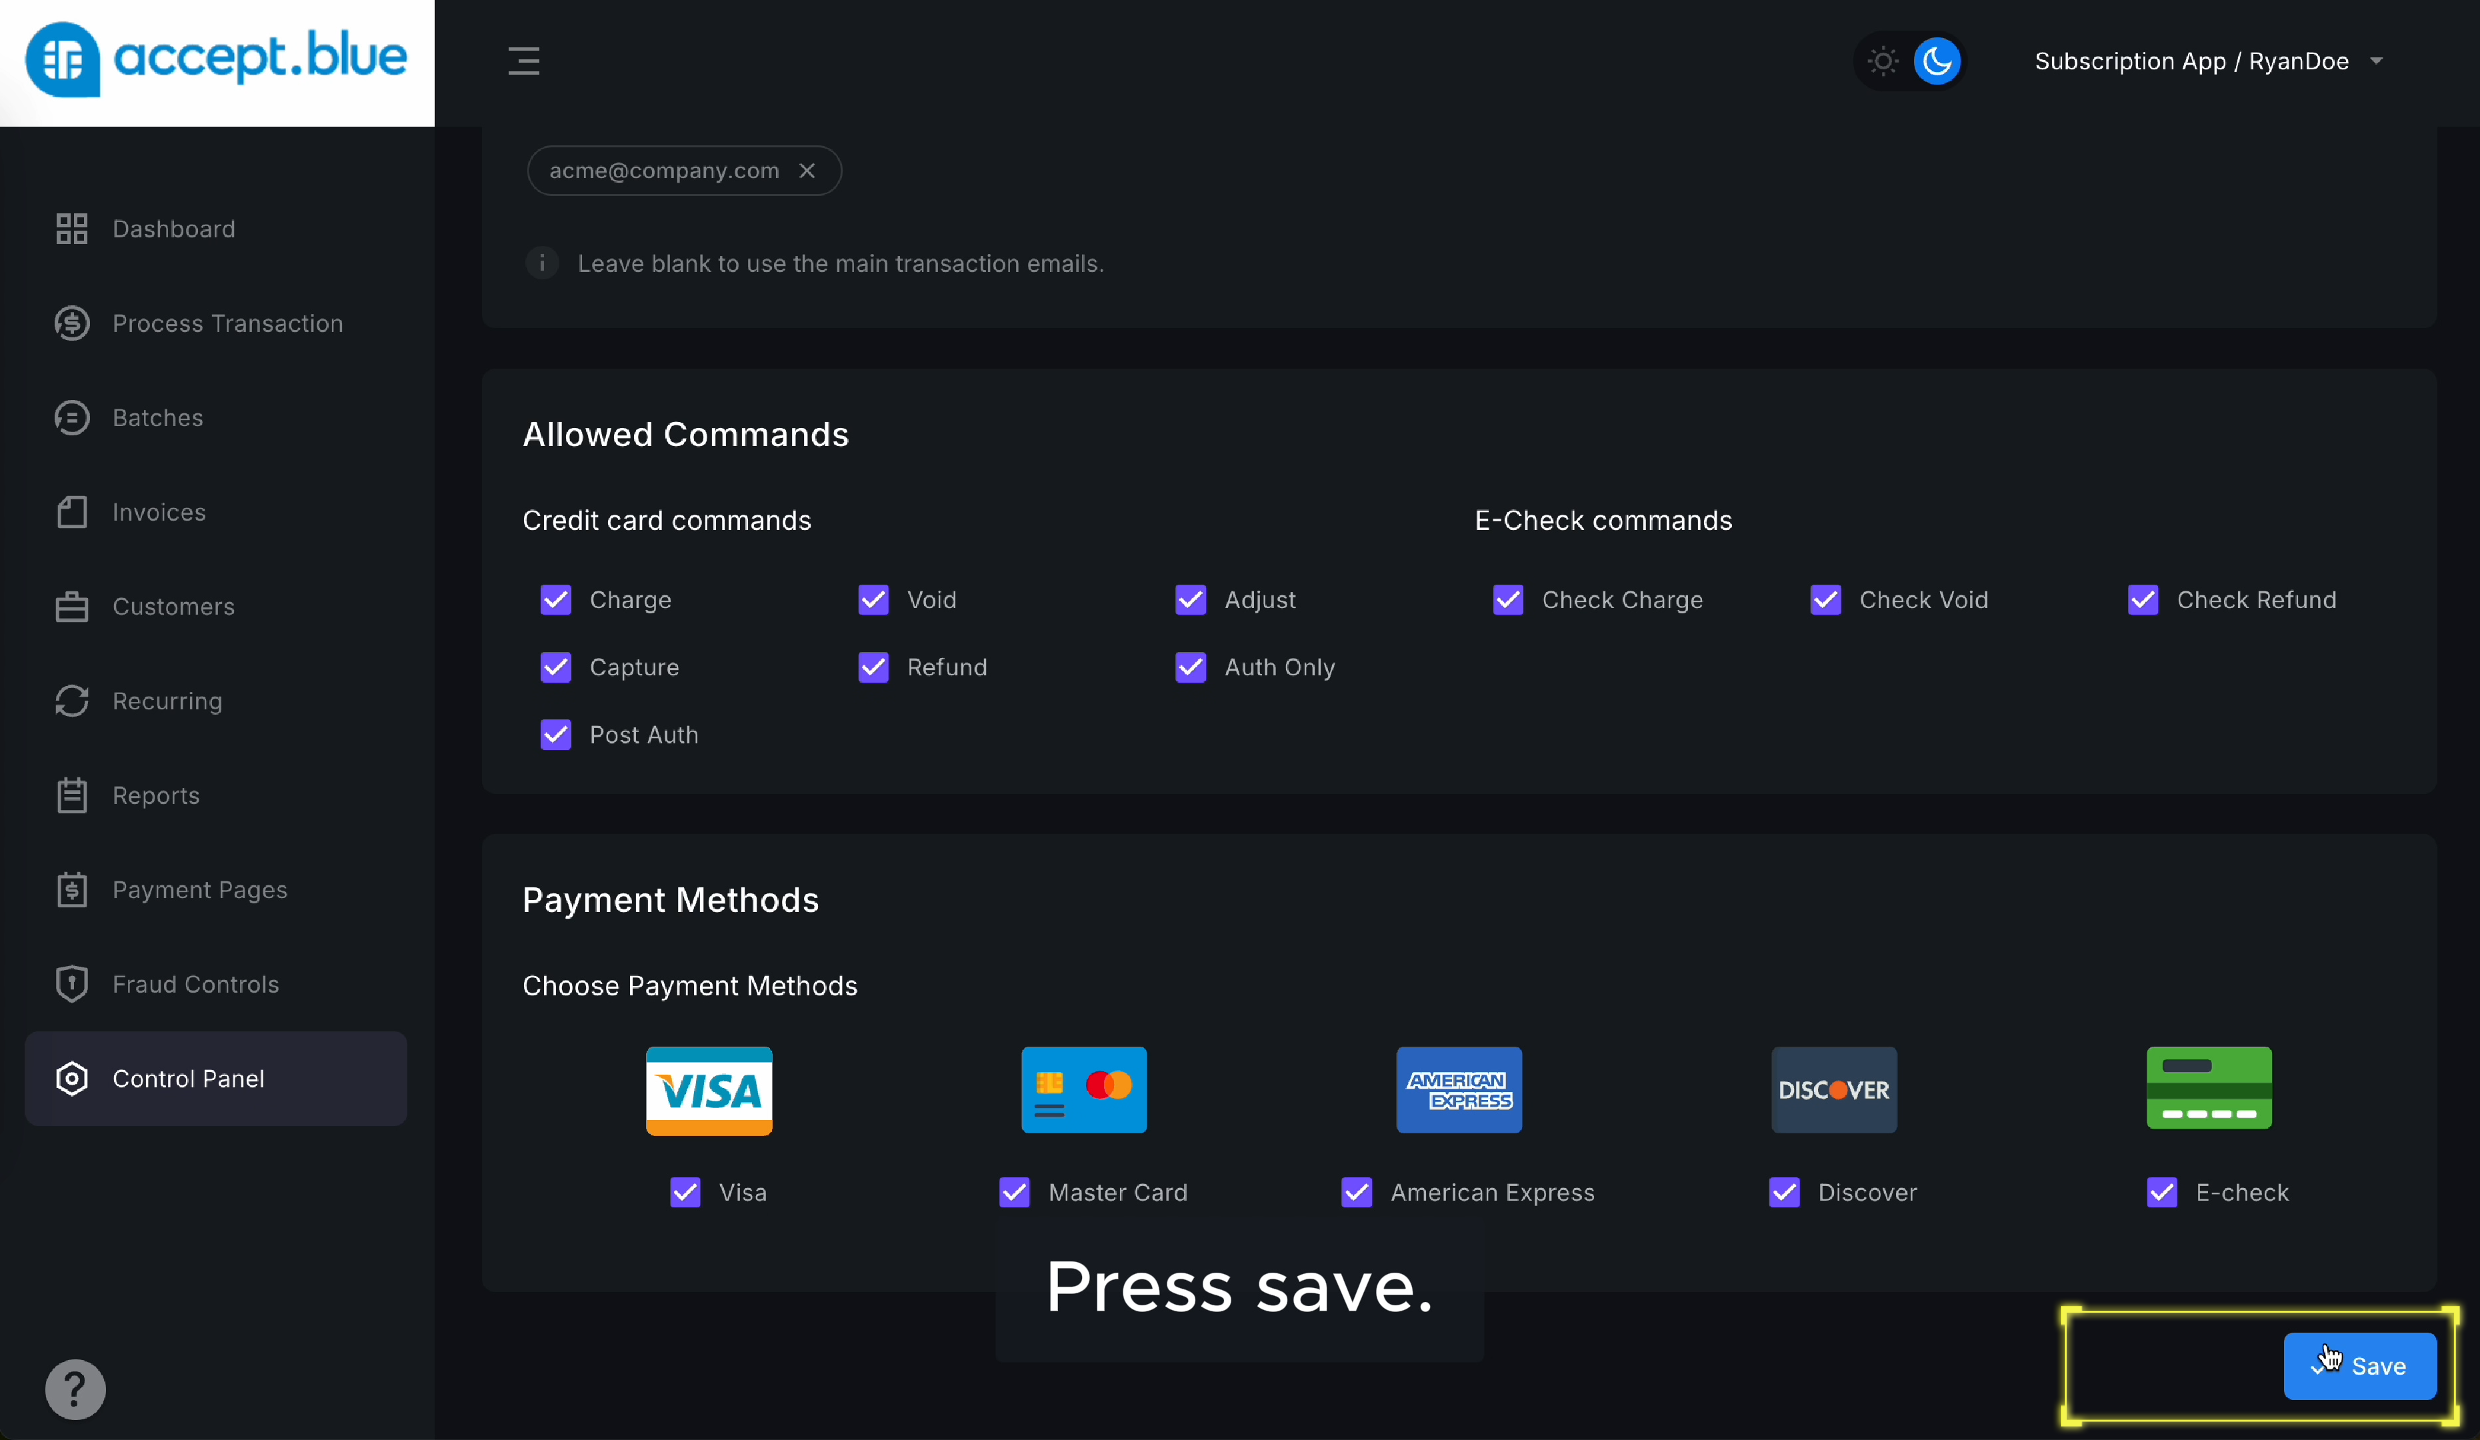 accept.blue
Subscription App / RyanDoe
acme@company.com
Leave blank to use the main transaction emails.
Dashboard
Process Transaction
Batches
Invoices
Customers
Recurring
Reports
Payment Pages
Fraud Controls
Control Panel
Allowed Commands
Credit card commands
Charge
Void
Adjust
Capture
Refund
Auth Only
Post Auth
E-Check commands
Check Charge
Check Void
Check Refund
Payment Methods
Choose Payment Methods
VISA
AMERICAN
EXPRESS
DISCOVER
Visa
Master Card
American Express
Discover
E-check
Press save.
Save
?